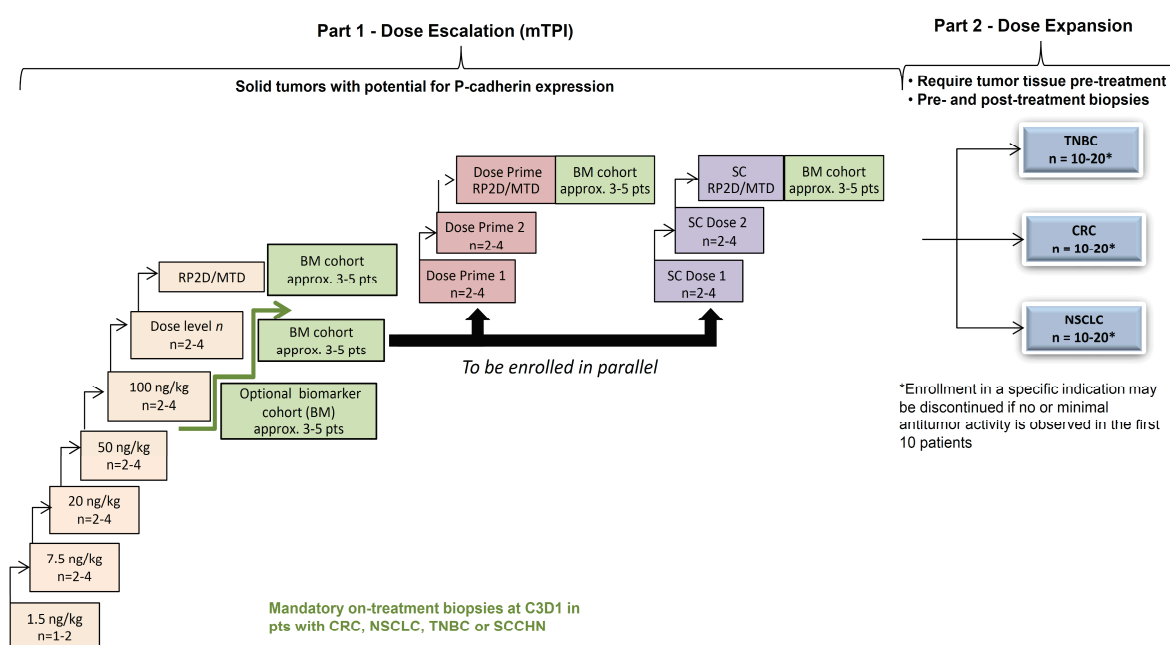 Part 1 - Dose Escalation (mTPI)
Solid tumors with potential for P-cadherin expression
Part 2 - Dose Expansion
• Require tumor tissue pre-treatment
• Pre- and post-treatment biopsies
Dose Prime
RP2D/MTD
BM cohort
approx. 3-5 pts
Dose Prime 2
n=2-4
Dose Prime 1
n=2-4
SC
RP2D/MTD
BM cohort
approx. 3-5 pts
SC Dose 2
n=2-4
SC Dose 1
n=2-4
To be enrolled in parallel
RP2D/MTD
BM cohort
approx. 3-5 pts
Dose level n
n=2-4
BM cohort
approx. 3-5 pts
100 ng/kg
n=2-4
Optional biomarker
cohort (BM)
approx. 3-5 pts
50 ng/kg
n=2-4
20 ng/kg
n=2-4
7.5 ng/kg
n=2-4
1.5 ng/kg
n=1-2
Mandatory on-treatment biopsies at C3D1 in
pts with CRC, NSCLC, TNBC or SCCHN
TNBC
n = 10-20*
CRC
n = 10-20*
NSCLC
n = 10-20*
*Enrollment in a specific indication may
be discontinued if no or minimal
antitumor activity is observed in the first
10 patients